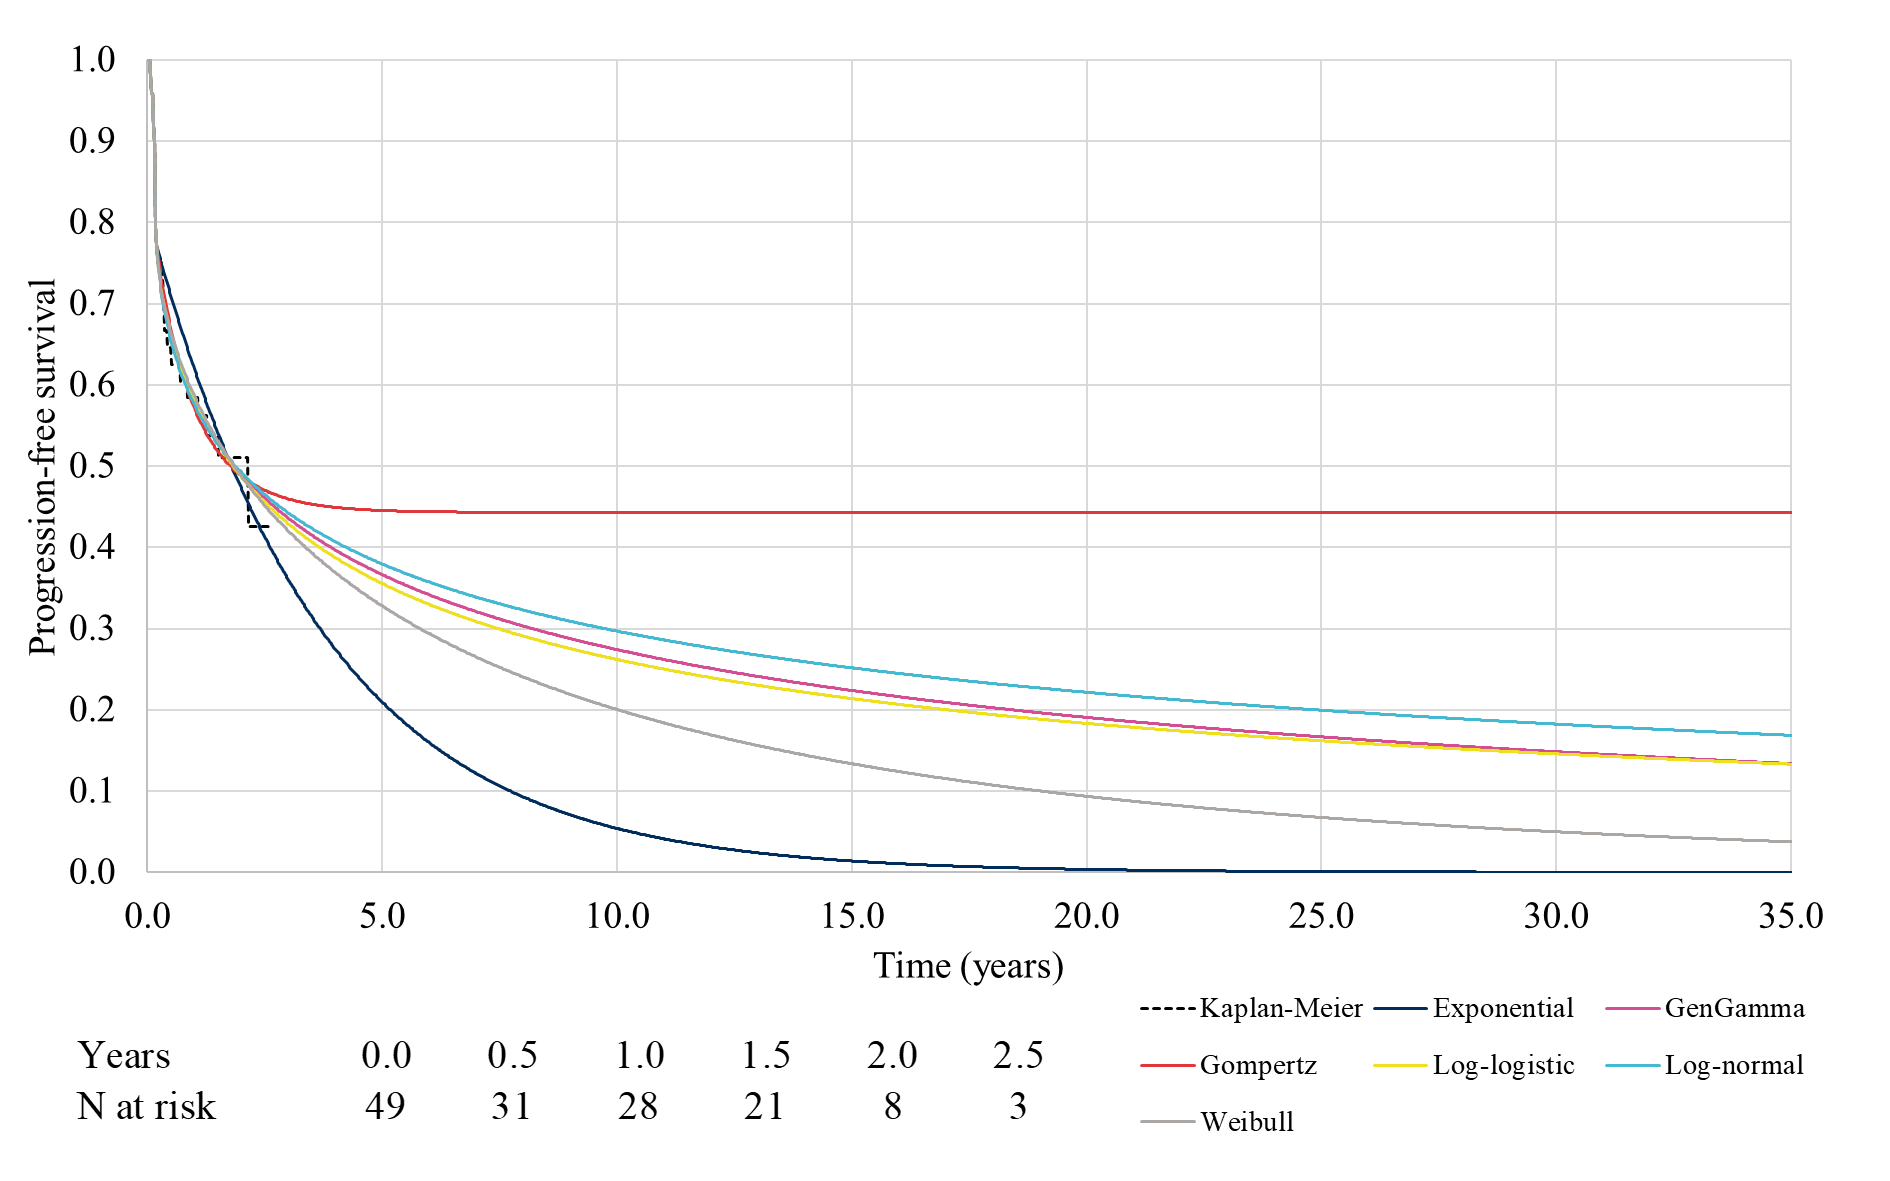 1.0
0.9
0.8
0.7
0.6
0.5
0.4
0.3
0.2
0.1
0.0
Progression-free survival
0.0 5.0 10.0 15.0 20.0 25.0 30.0 35.0
Time (years)
Kaplan-Meier Exponential GenGamma
Gompertz Log-logistic Log-normal
Weibull
Years 0.0 0.5 1.0 1.5 2.0 2.5
N at risk 49 31 28 21 8 3